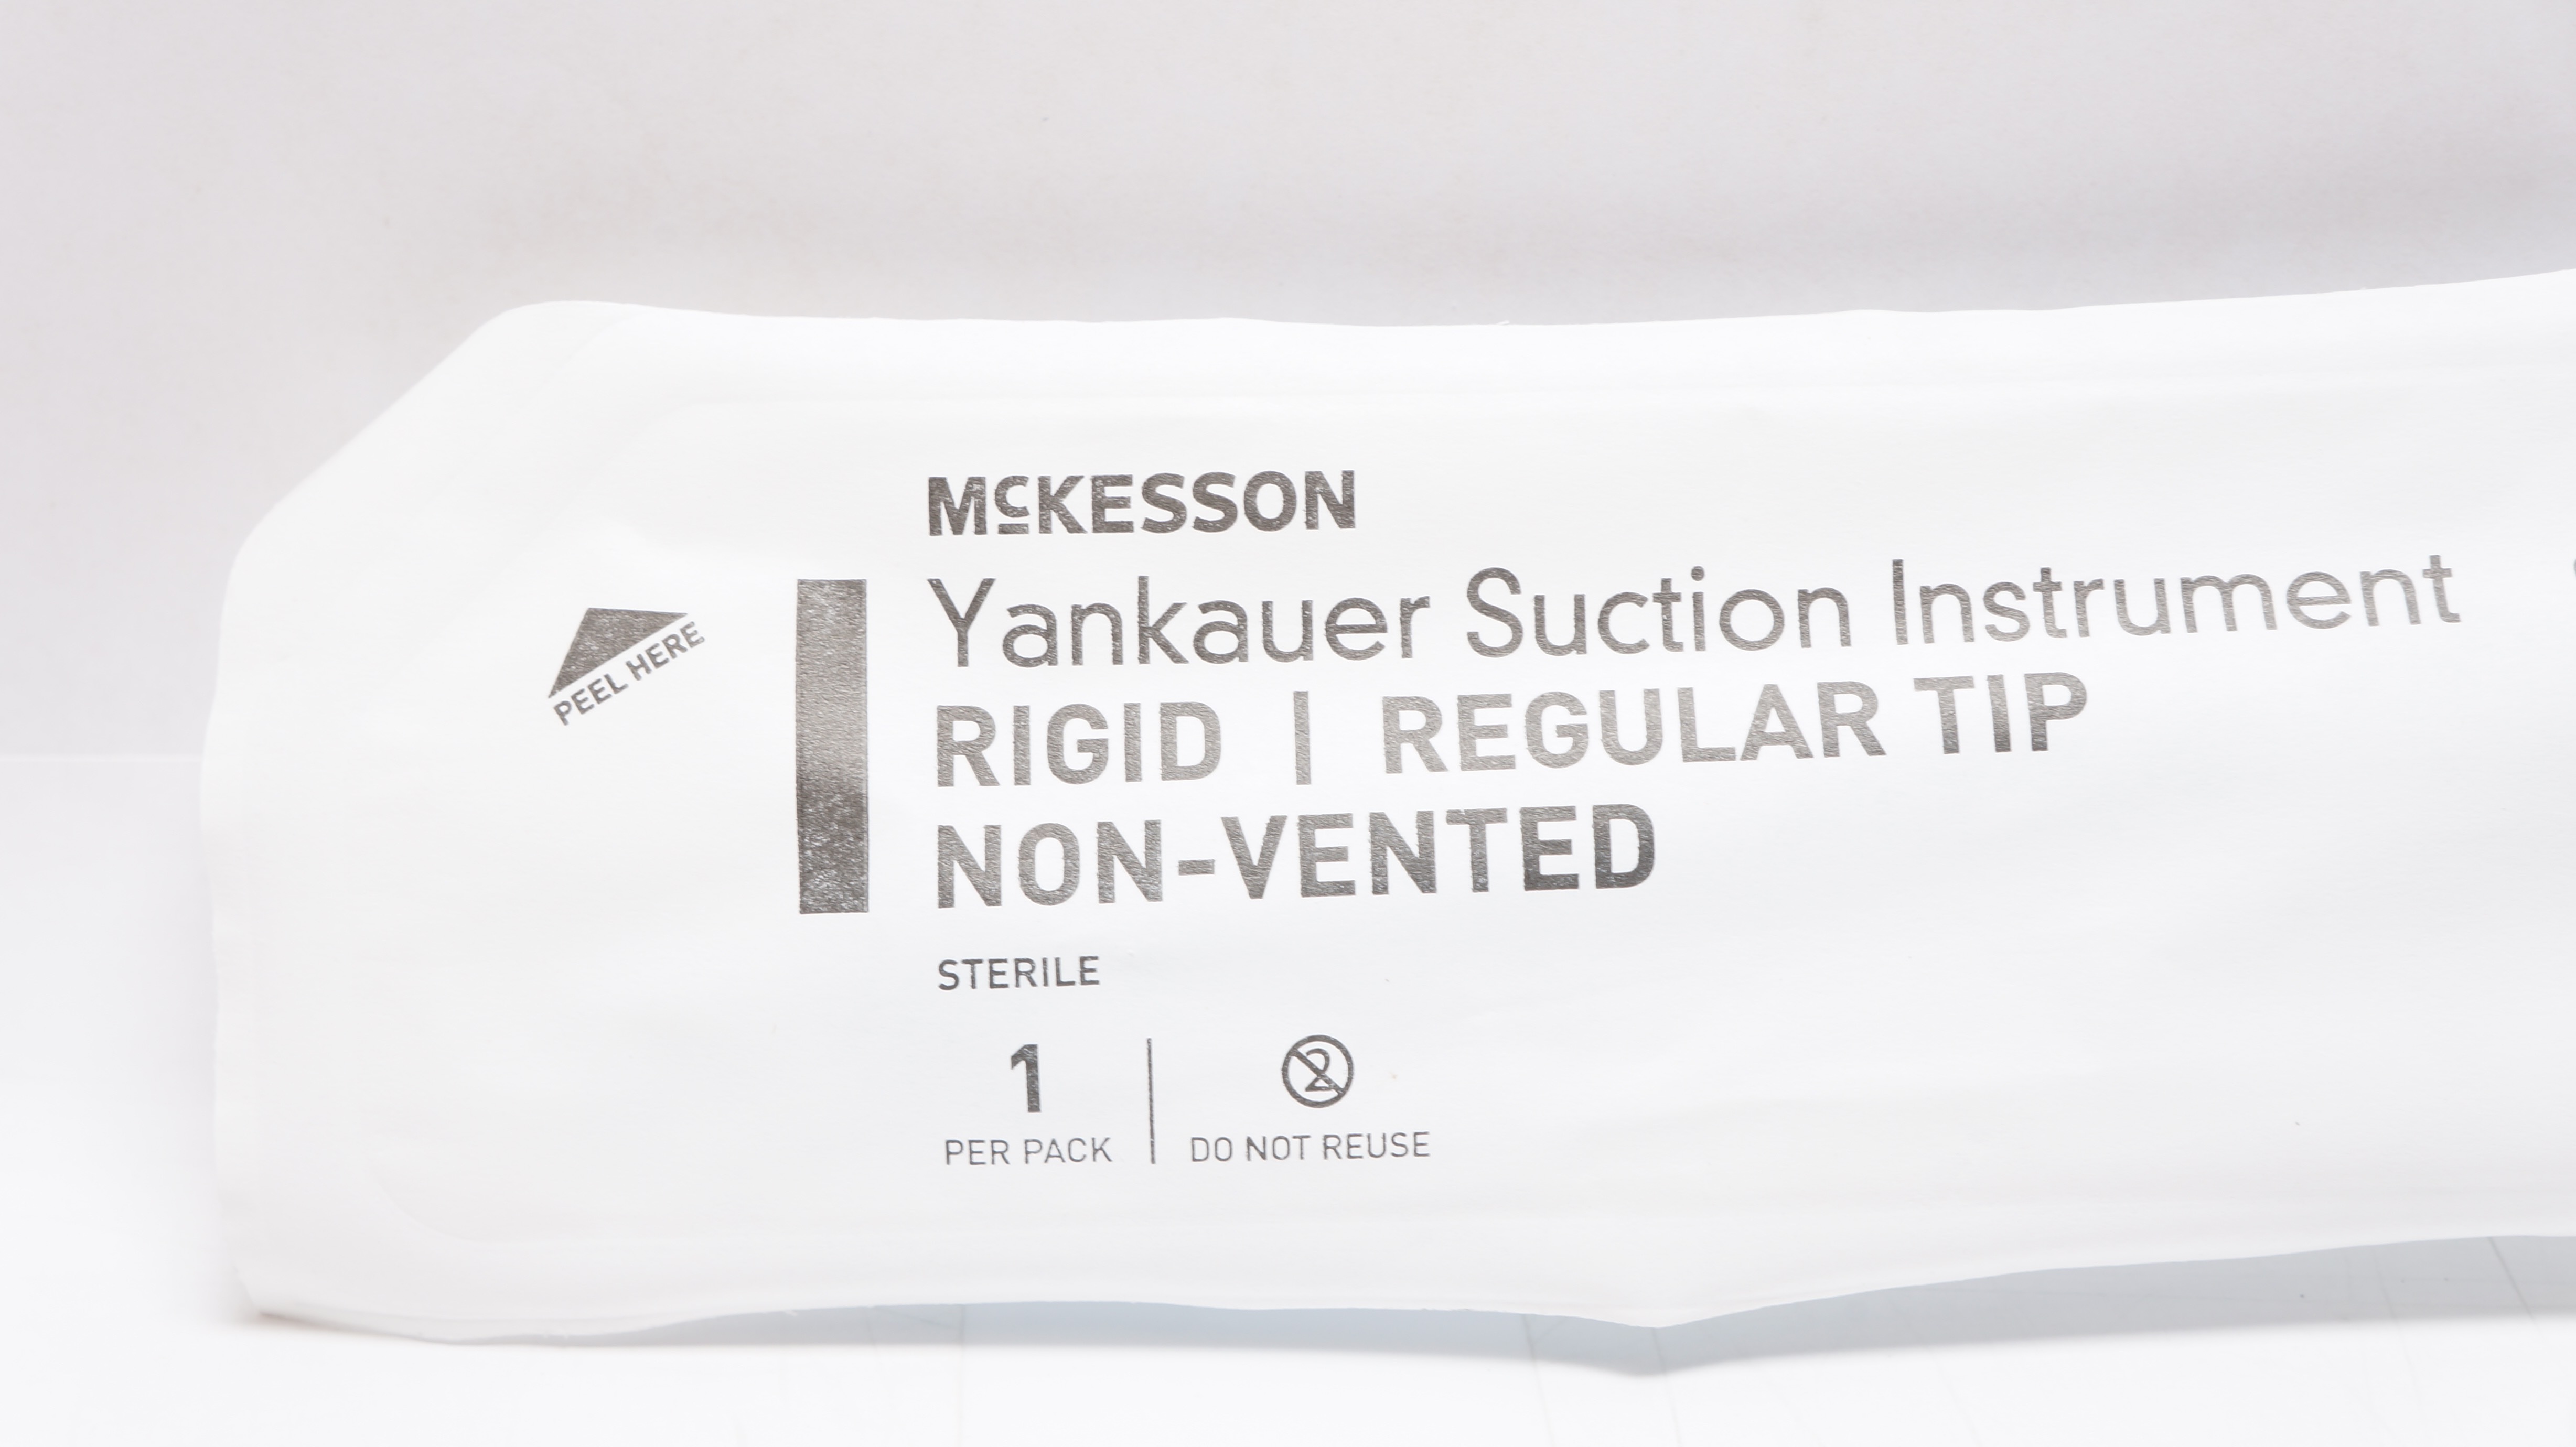 McKESSON
Yankauer Suction Instrument
RIGID | REGULAR TIP
NON-VENTED
PEEL HERE
STERILE
1
PER PACK
2
DO NOT REUSE